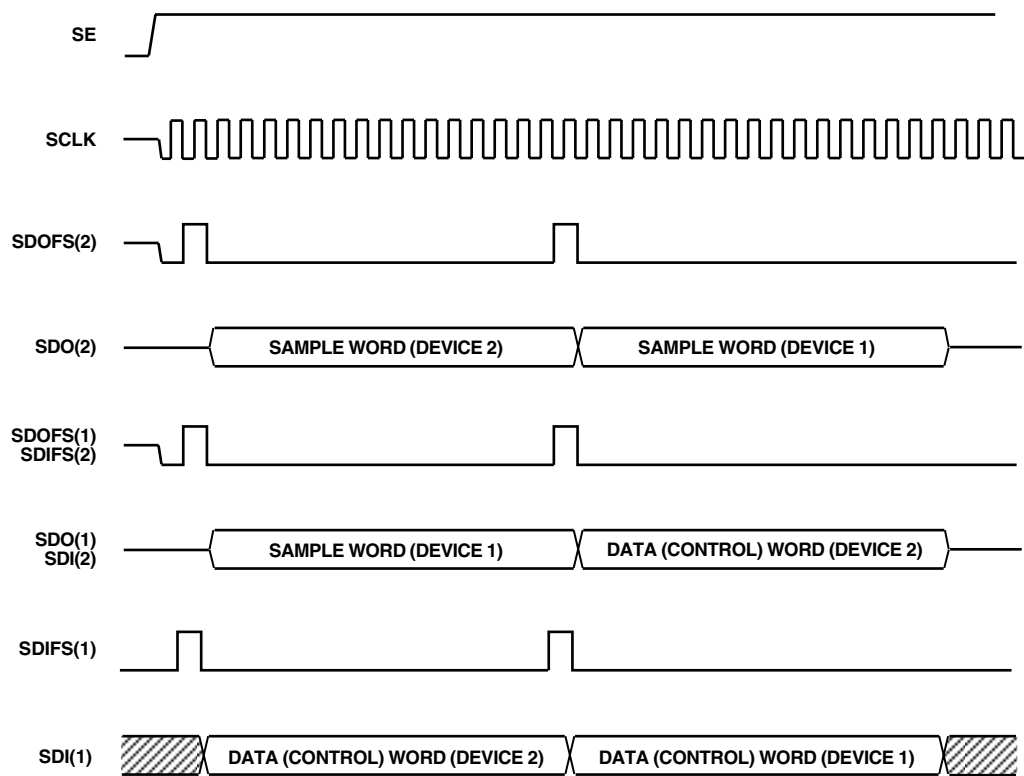 SE
SCLK
SDOFS(2)
SDO(2)
SAMPLE WORD (DEVICE 2)
SAMPLE WORD (DEVICE 1)
SDOFS(1)
SDIFS(2)
SDO(1)
SDI(2)
SAMPLE WORD (DEVICE 1)
DATA (CONTROL) WORD (DEVICE 2)
SDIFS(1)
SDI(1)
DATA (CONTROL) WORD (DEVICE 2)
DATA (CONTROL) WORD (DEVICE 1)